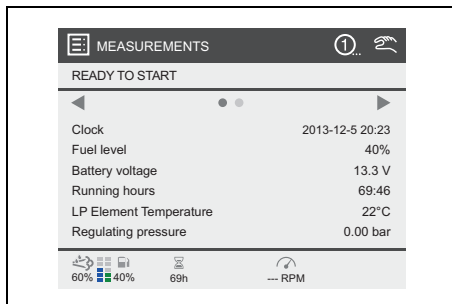 MEASUREMENTS 1...
READY TO START
Clock 2013-12-5 20:23
Fuel level 40%
Battery voltage 13.3 V
Running hours 69:46
LP Element Temperature 22°C
Regulating pressure 0.00 bar
60% 40% 69h --- RPM